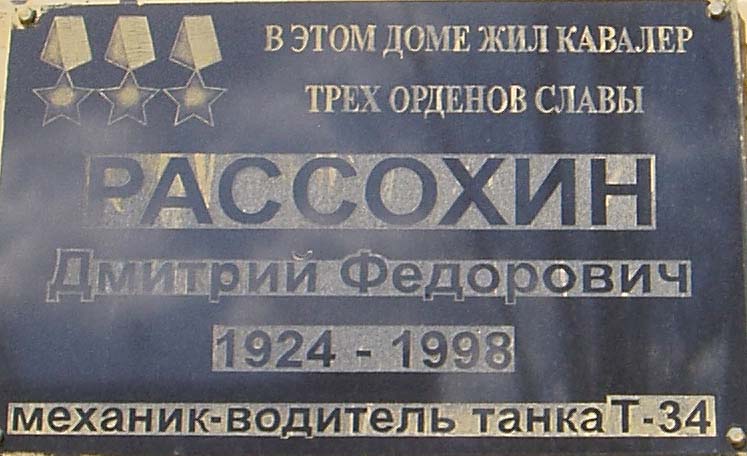 В ЭТОМ ДОМЕ ЖИЛ КАВАЛЕР
ТРЕХ ОРДЕНОВ СЛАВЫ
РАССОХИН
Дмитрий Федорович
1924 - 1998
механик-водитель танка Т-34